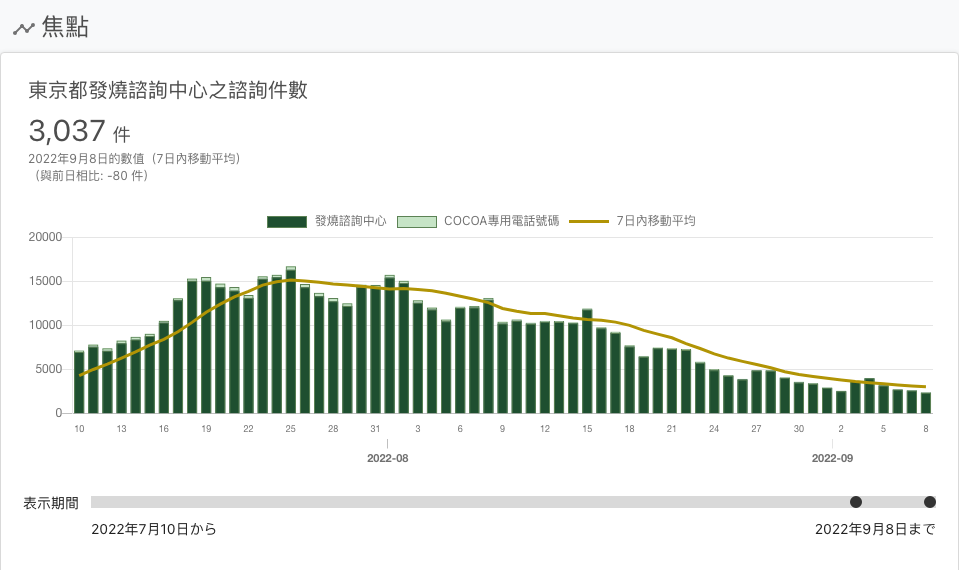 焦點
東京都發燒諮詢中心之諮詢件數
3,037 件
2022年9月8日的數值（7日內移動平均）
（與前日相比: -80 件）
發燒諮詢中心 COCOA專用電話號碼 7日內移動平均
20000
15000
10000
5000
0
10 13 16 19 22 25 28 31 3 6 9 12 15 18 21 24 27 30 2 5 8
2022-08 2022-09
表示期間
2022年7月10日から 2022年9月8日まで